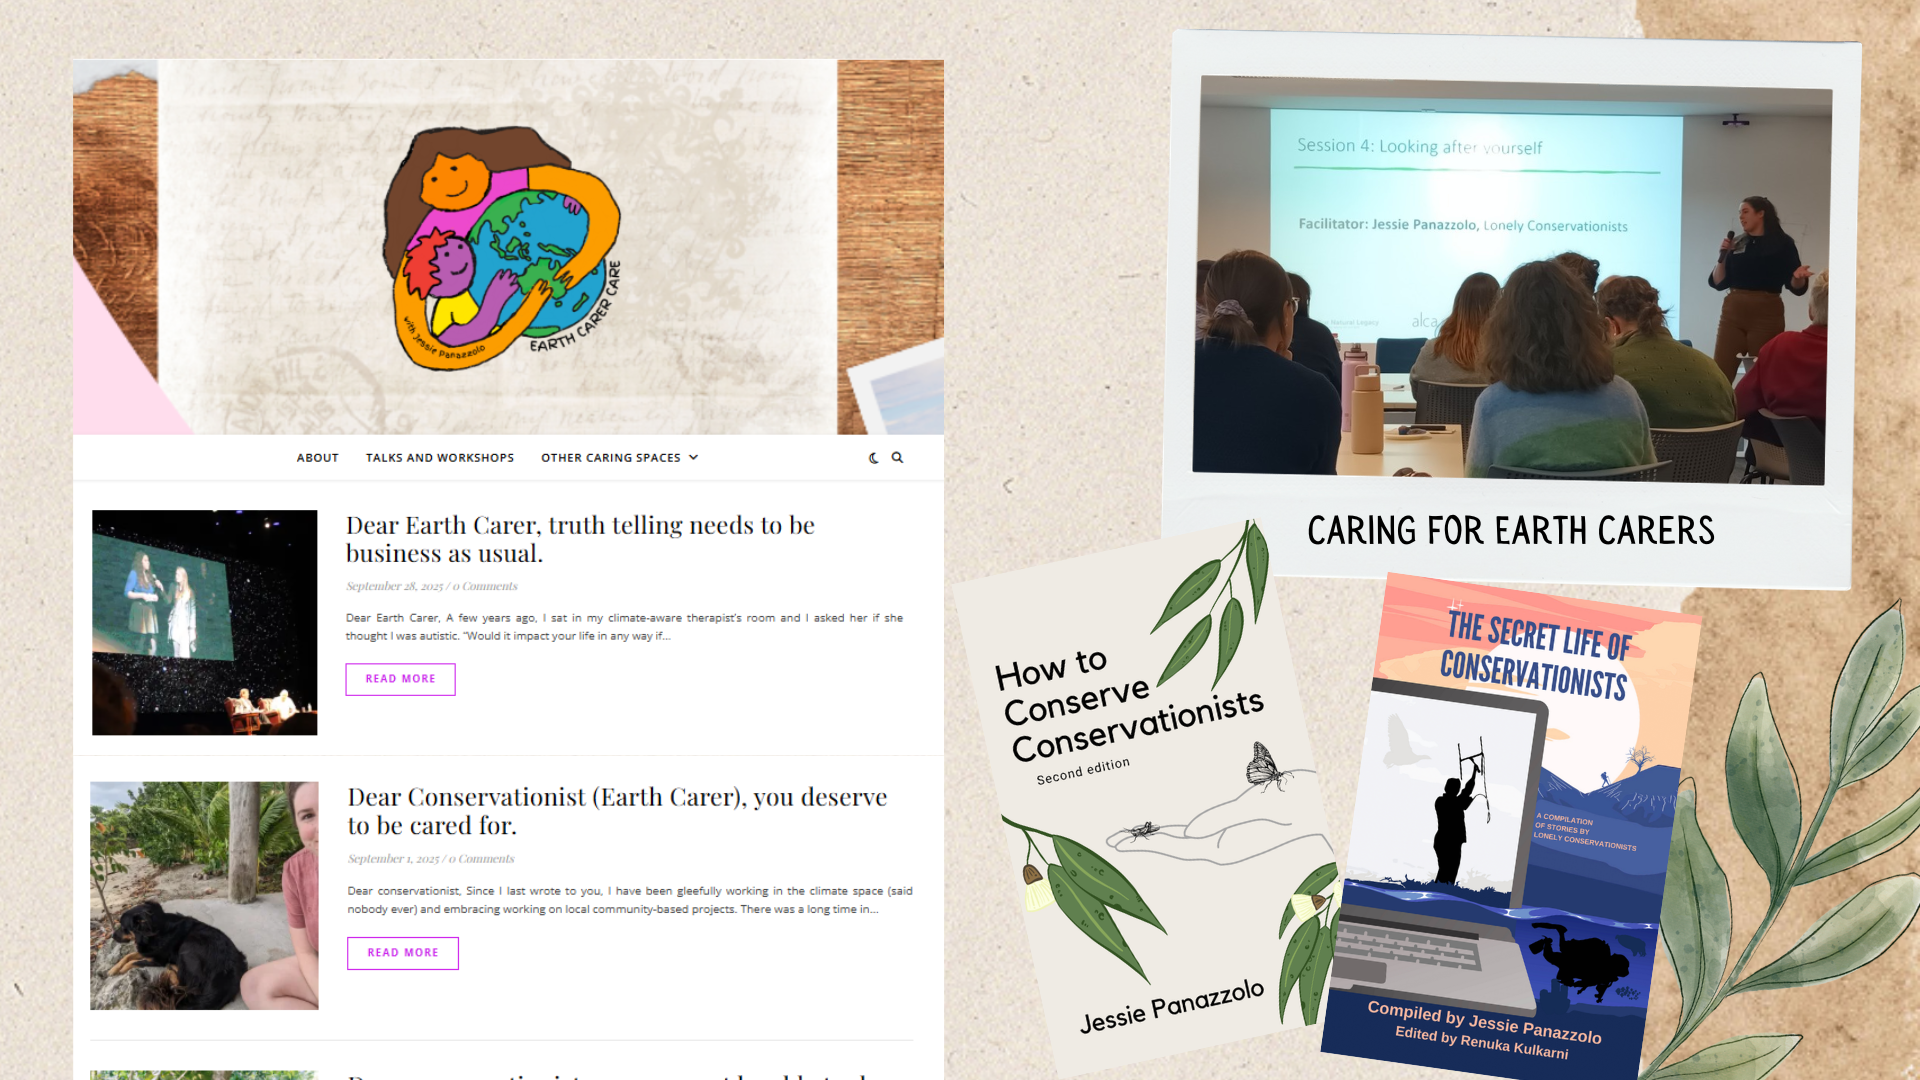 with Jessie Panazzolo
EARTH CARER CARE
ABOUT
TALKS AND WORKSHOPS
OTHER CARING SPACES
Dear Earth Carer, truth telling needs to be
business as usual.
September 28, 2025 / 0 Comments
Dear Earth Carer, A few years ago, I sat in my climate-aware therapist's room and I asked her if she
thought I was autistic. "Would it impact your life in any way if...
READ MORE
Dear Conservationist (Earth Carer), you deserve
to be cared for.
September 1, 2025 / 0 Comments
Dear conservationist, Since I last wrote to you, I have been gleefully working in the climate space (said
nobody ever) and embracing working on local community-based projects. There was a long time in...
READ MORE
Session 4: Looking after yourself
Facilitator: Jessie Panazzolo, Lonely Conservationists
Natural Legacy
alca
CARING FOR EARTH CARERS
How to
Conserve
Conservationists
Second edition
Jessie Panazzolo
THE SECRET LIFE OF
CONSERVATIONISTS
A COMPILATION
OF STORIES BY
LONELY CONSERVATIONISTS
Compiled by Jessie Panazzolo
Edited by Renuka Kulkarni